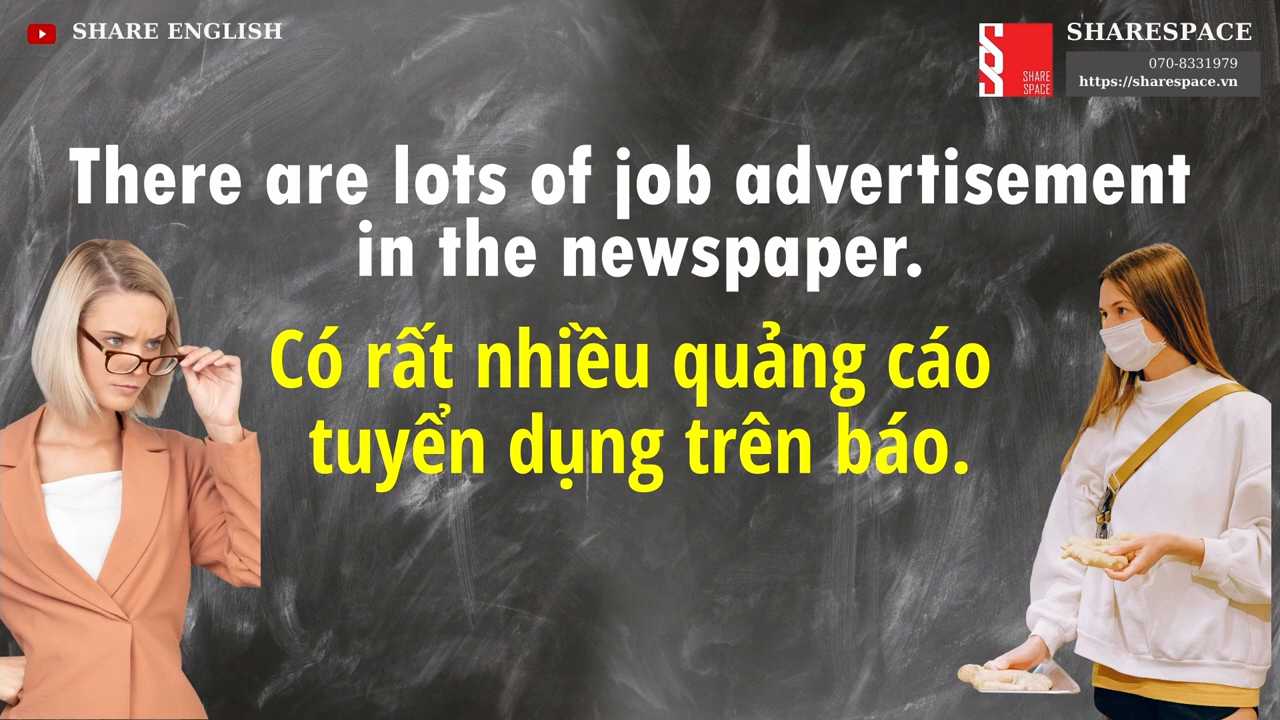 SHARE ENGLISH
SHARE SPACE
SHARESPACE
070-8331979
https://sharespace.vn
There are lots of job advertisement
in the newspaper.
Có rất nhiều quảng cáo
tuyển dụng trên báo.